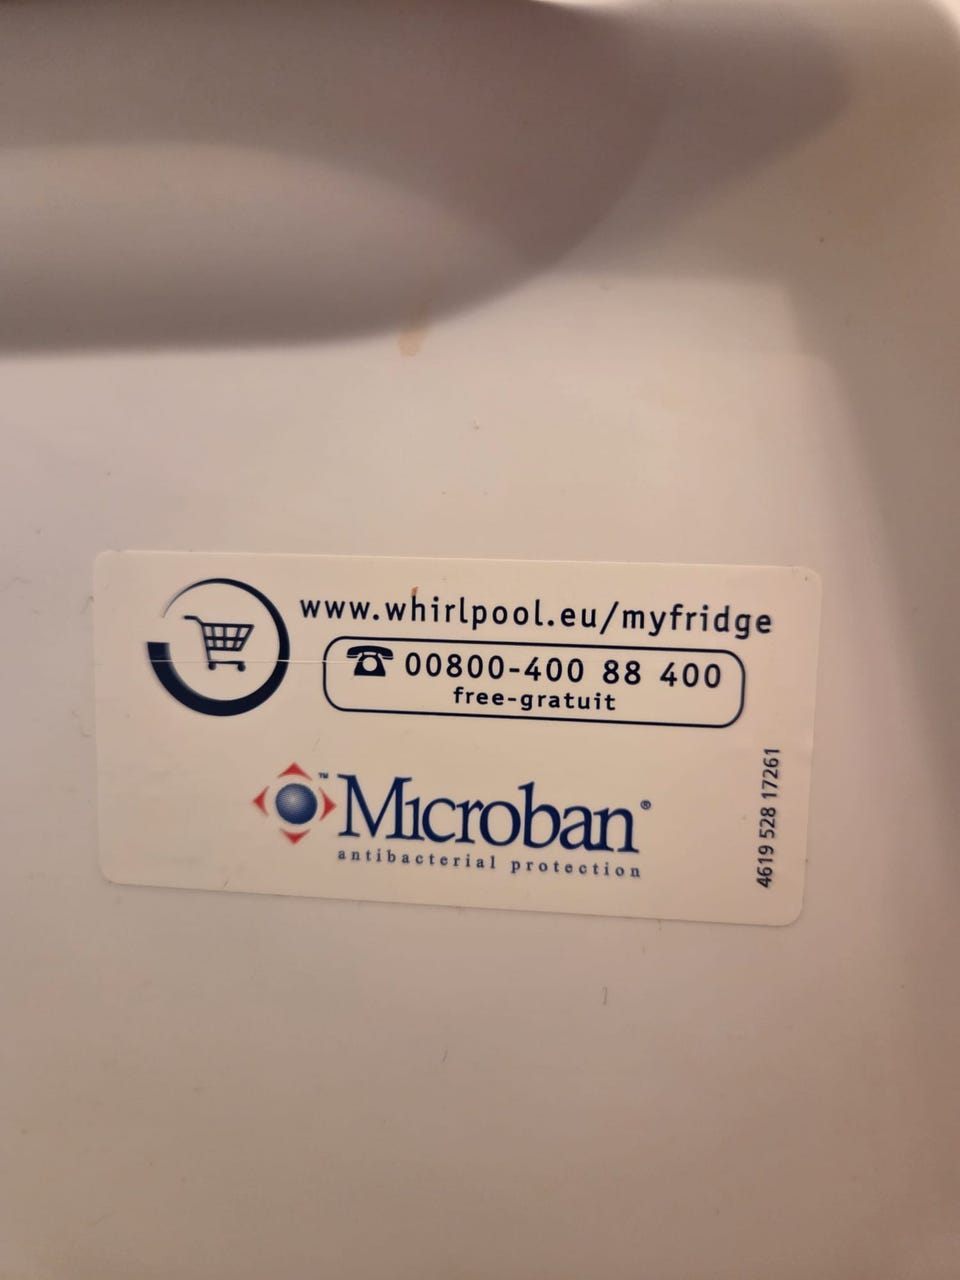 www.whirlpool.eu/myfridge
00800-400 88 400
free-gratuit
™ Microban®
antibacterial protection
4619 528 17261